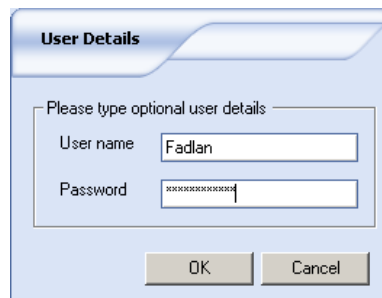 User Details
Please type optional user details
User name Fadlan
Password ************
OK Cancel